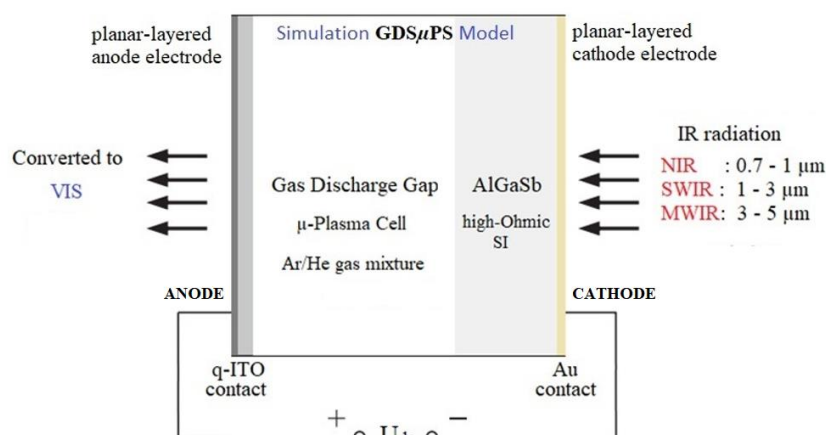 planar-layered
anode electrode
Simulation GDSμPS Model
planar-layered
cathode electrode
Converted to
VIS
Gas Discharge Gap
μ-Plasma Cell
Ar/He gas mixture
AlGaSb
high-Ohmic
SI
IR radiation
NIR : 0.7 - 1 μm
SWIR : 1 - 3 μm
MWIR: 3 - 5 μm
ANODE
CATHODE
q-ITO
contact
Au
contact
+
−